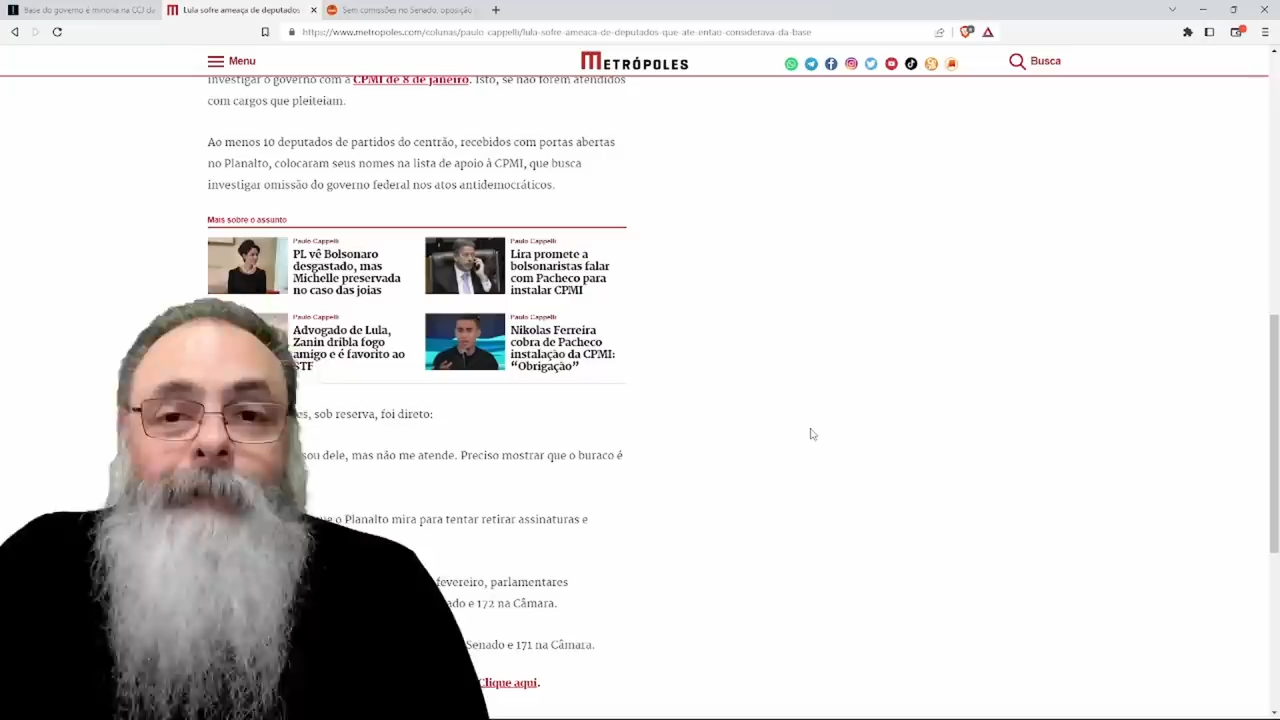 Base do governo é minoria na CCJ da
Lula sofre ameaça de deputados
Sem comissões no Senado, oposição
https://www.metropoles.com/colunas/paulo-cappelli/lula-sofre-ameaca-de-deputados-que-ate-entao-considerava-da-base
Menu
METRÓPOLES
Busca
investigar o governo com a CPMI de 8 de janeiro. Isto, se não forem atendidos
com cargos que pleiteiam.
Ao menos 10 deputados de partidos do centrão, recebidos com portas abertas
no Planalto, colocaram seus nomes na lista de apoio à CPMI, que busca
investigar omissão do governo federal nos atos antidemocráticos.
Mais sobre o assunto
Paulo Cappelli
PL vê Bolsonaro
desgastado, mas
Michelle preservada
no caso das joias
Paulo Cappelli
Lira promete a
bolsonaristas falar
com Pacheco para
instalar CPMI
Paulo Cappelli
Advogado de Lula,
Zanin dribla fogo
amigo e é favorito ao
STF
Paulo Cappelli
Nikolas Ferreira
cobra de Pacheco
instalação da CPMI:
“Obrigação”
es, sob reserva, foi direto:
sou dele, mas não me atende. Preciso mostrar que o buraco é
o Planalto mira para tentar retirar assinaturas e
fevereiro, parlamentares
e 172 na Câmara.
Senado e 171 na Câmara.
Clique aqui.